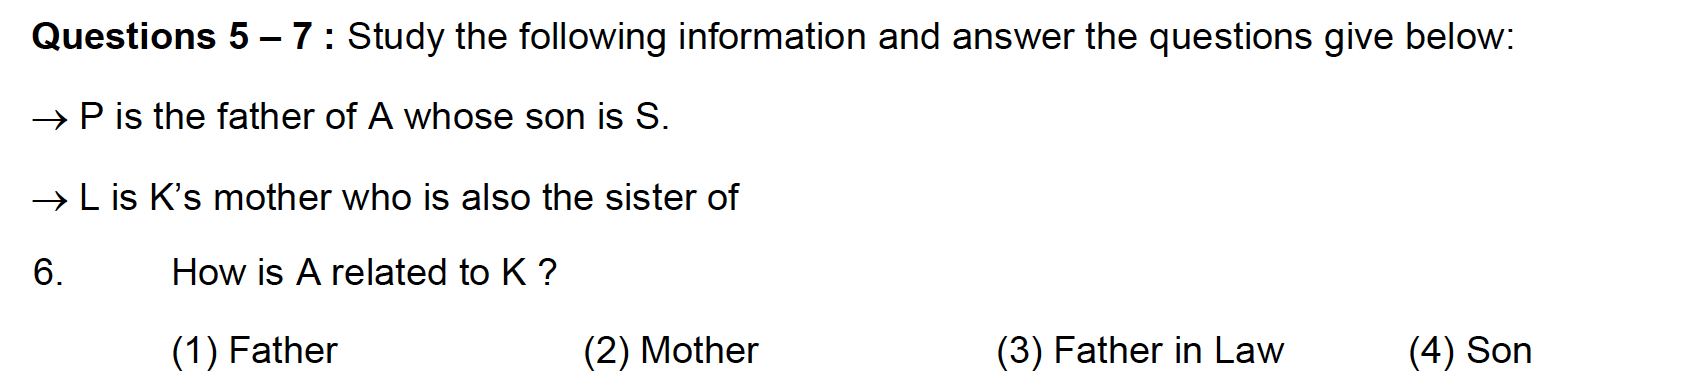 Questions 5 – 7 : Study the following information and answer the questions give below:
→ P is the father of A whose son is S.
→ L is K’s mother who is also the sister of
6. How is A related to K ?
(1) Father (2) Mother (3) Father in Law (4) Son